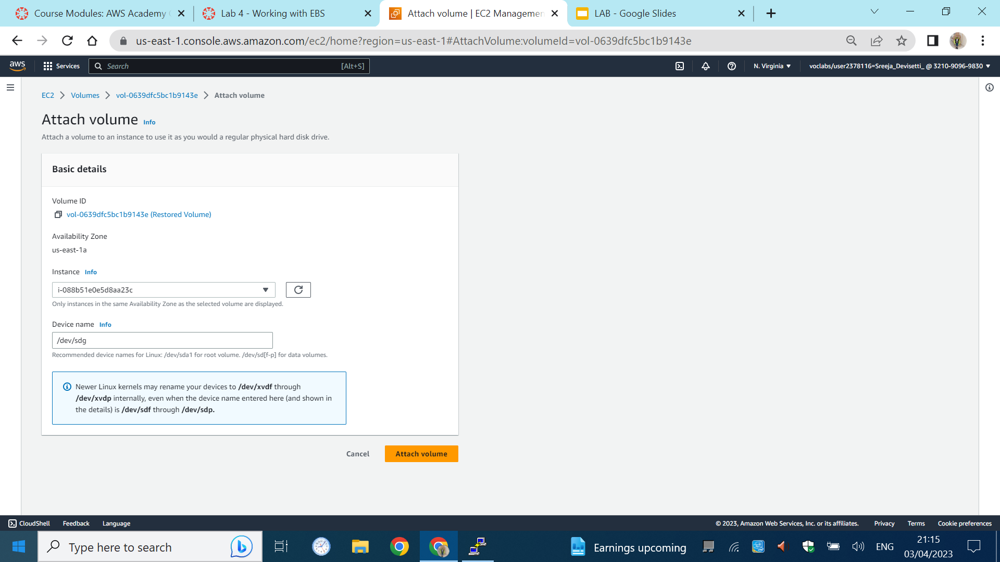 Course Modules: AWS Academy
Lab 4 - Working with EBS
Attach volume | EC2 Managemen
LAB - Google Slides
us-east-1.console.aws.amazon.com/ec2/home?region=us-east-1#AttachVolume:volumeId=vol-0639dfc5bc1b9143e
aws
Services
Search
[Alt+S]
N. Virginia
voclabs/user2378116=Sreeja_Devisetti_ @ 3210-9096-9830
EC2
Volumes
vol-0639dfc5bc1b9143e
Attach volume
Attach volume Info
Attach a volume to an instance to use it as you would a regular physical hard disk drive.
Basic details
Volume ID
vol-0639dfc5bc1b9143e (Restored Volume)
Availability Zone
us-east-1a
Instance Info
i-088b51e0e5d8aa23c
Only instances in the same Availability Zone as the selected volume are displayed.
Device name Info
/dev/sdg
Recommended device names for Linux: /dev/sda1 for root volume. /dev/sd[f-p] for data volumes.
Newer Linux kernels may rename your devices to /dev/xvdf through
/dev/xvdp internally, even when the device name entered here (and shown in
the details) is /dev/sdf through /dev/sdp.
Cancel
Attach volume
CloudShell
Feedback
Language
© 2023, Amazon Web Services, Inc. or its affiliates.
Privacy
Terms
Cookie preferences
Type here to search
Earnings upcoming
ENG
21:15
03/04/2023